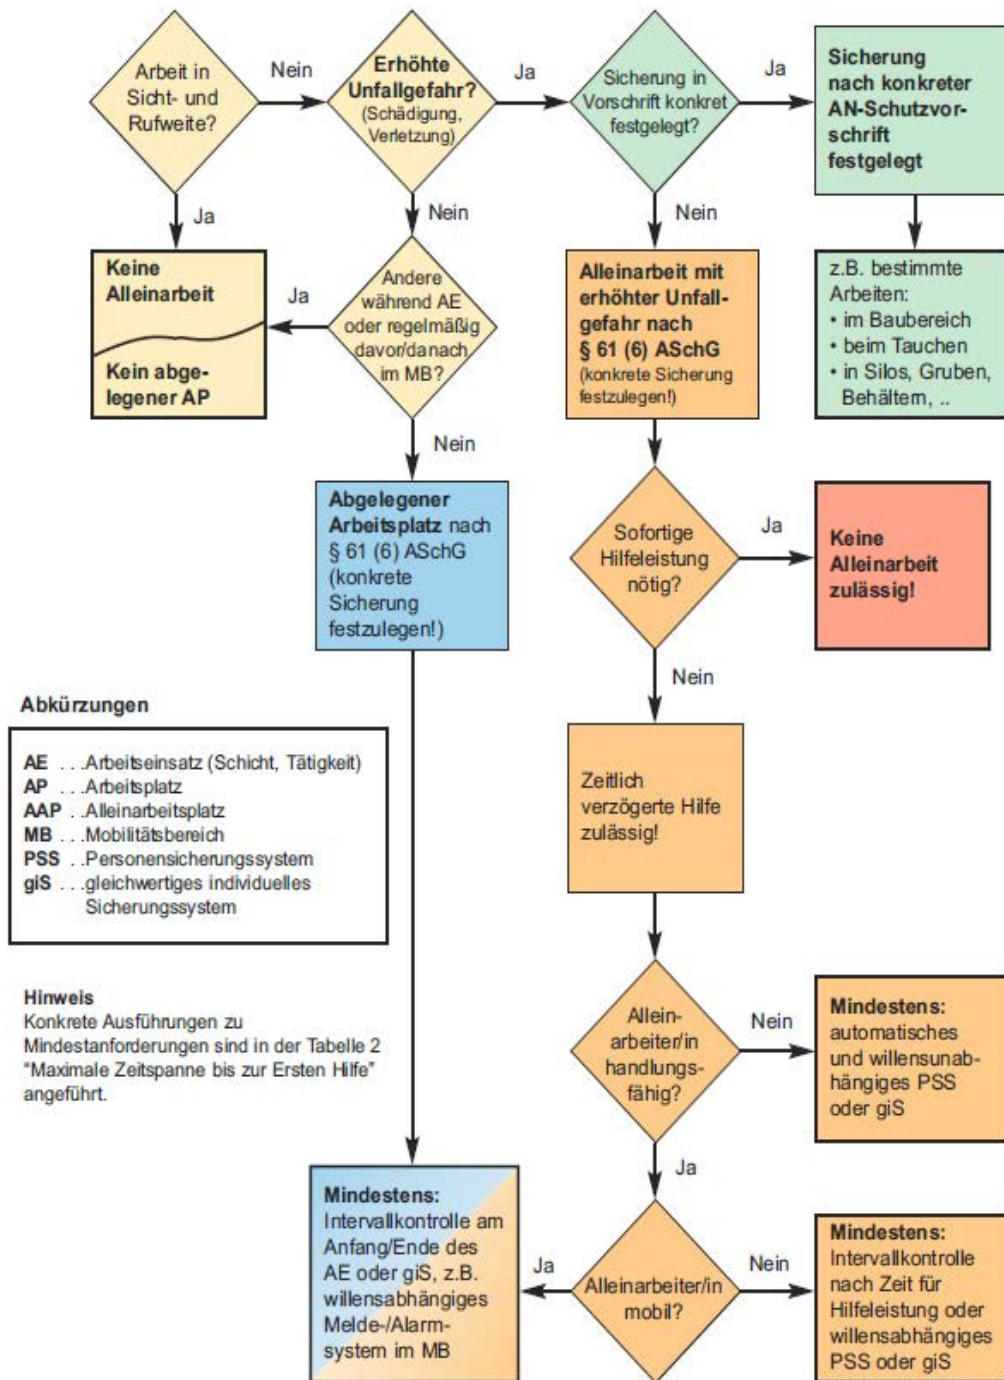 Arbeit in
Sicht- und
Rufweite?
Nein
Erhöhte
Unfallgefahr?
(Schädigung,
Verletzung)
Ja
Sicherung in
Vorschrift konkret
festgelegt?
Ja
Sicherung
nach konkreter
AN-Schutzvor-
schrift
festgelegt
Ja
Nein
Nein
Keine
Alleinarbeit
Kein abge-
legener AP
Ja
Andere
während AE
oder regelmäßig
davor/danach
im MB?
Alleinarbeit mit
erhöhter Unfall-
gefahr nach
§ 61 (6) ASchG
(konkrete Sicherung
festzulegen!)
z.B. bestimmte
Arbeiten:
• im Baubereich
• beim Tauchen
• in Silos, Gruben,
Behältern, ..
Nein
Abgelegener
Arbeitsplatz nach
§ 61 (6) ASchG
(konkrete
Sicherung
festzulegen!)
Sofortige
Hilfeleistung
nötig?
Ja
Keine
Alleinarbeit
zulässig!
Nein
Abkürzungen
AE . . .Arbeitseinsatz (Schicht, Tätigkeit)
AP . . .Arbeitsplatz
AAP . .Alleinarbeitsplatz
MB . . .Mobilitätsbereich
PSS . .Personensicherungssystem
giS . . .gleichwertiges individuelles
Sicherungssystem
Zeitlich
verzögerte Hilfe
zulässig!
Hinweis
Konkrete Ausführungen zu
Mindestanforderungen sind in der Tabelle 2
"Maximale Zeitspanne bis zur Ersten Hilfe"
angeführt.
Allein-
arbeiter/in
handlungs-
fähig?
Nein
Mindestens:
automatisches
und willensunab-
hängiges PSS
oder giS
Ja
Mindestens:
Intervallkontrolle am
Anfang/Ende des
AE oder giS, z.B.
willensabhängiges
Melde-/Alarm-
system im MB
Ja
Alleinarbeiter/in
mobil?
Nein
Mindestens:
Intervallkontrolle
nach Zeit für
Hilfeleistung oder
willensabhängiges
PSS oder giS